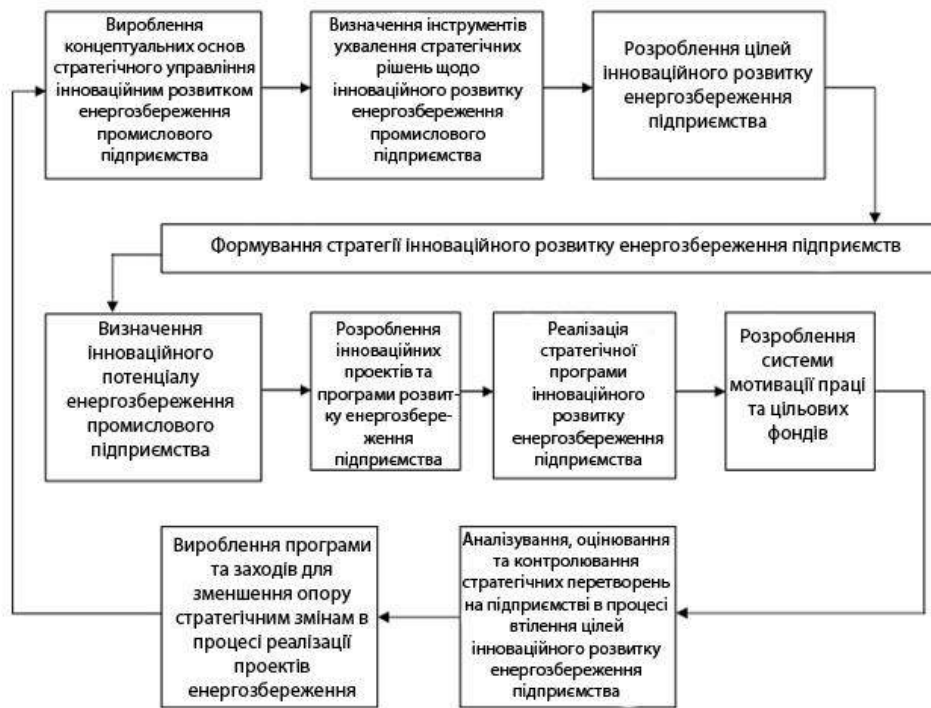 Вироблення
концептуальних основ
стратегічного управління
інноваційним розвитком
енергозбереження
промислового
підприємства
Визначення інструментів
ухвалення стратегічних
рішень щодо
інноваційного розвитку
енергозбереження
промислового
підприємства
Розроблення цілей
інноваційного розвитку
енергозбереження
підприємства
Формування стратегії інноваційного розвитку енергозбереження підприємств
Визначення
інноваційного
потенціалу
енергозбереження
промислового
підприємства
Розроблення
інноваційних
проектів та
програми розвит-
ку енергозбере-
ження
підприємства
Реалізація
стратегічної
програми
інноваційного
розвитку
енергозбереження
підприємства
Розроблення
системи
мотивації праці
та цільових
фондів
Вироблення програми
та заходів для
зменшення опору
стратегічним змінам в
процесі реалізації
проектів
енергозбереження
Аналізування, оцінювання
та контролювання
стратегічних перетворень
на підприємстві в процесі
втілення цілей
інноваційного розвитку
енергозбереження
підприємства